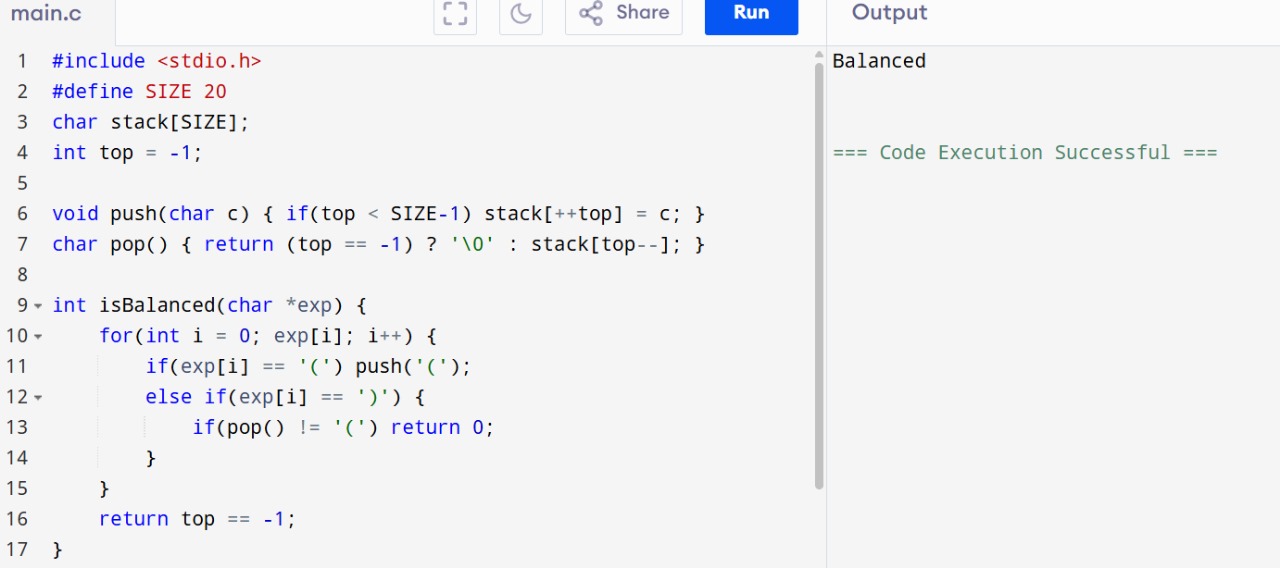 main.c
Share
Run
Output
1 #include <stdio.h>
2 #define SIZE 20
3 char stack[SIZE];
4 int top = -1;
5
6 void push(char c) { if(top < SIZE-1) stack[++top] = c; }
7 char pop() { return (top == -1) ? '\0' : stack[top--]; }
8
9 int isBalanced(char *exp) {
10     for(int i = 0; exp[i]; i++) {
11         if(exp[i] == '(') push('(');
12         else if(exp[i] == ')') {
13             if(pop() != '(') return 0;
14         }
15     }
16     return top == -1;
17 }
Balanced
=== Code Execution Successful ===